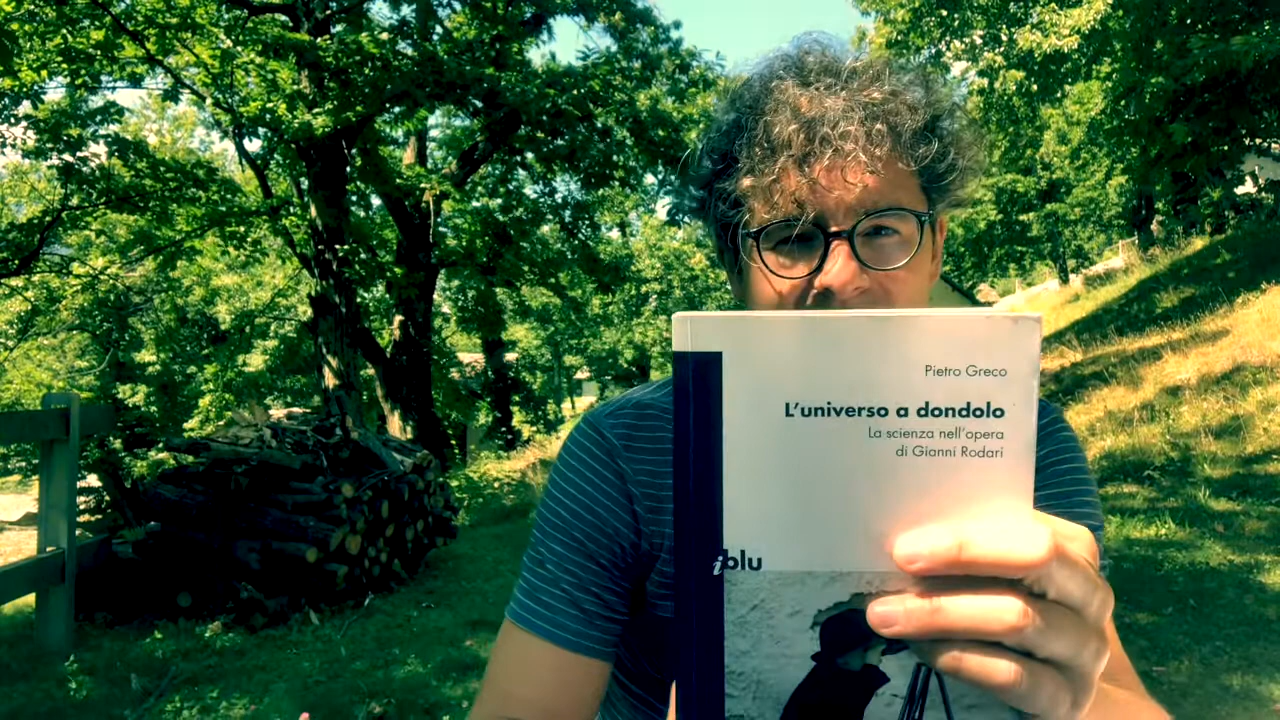 Pietro Greco
L'universo a dondolo
La scienza nell'opera
di Gianni Rodari
iblu